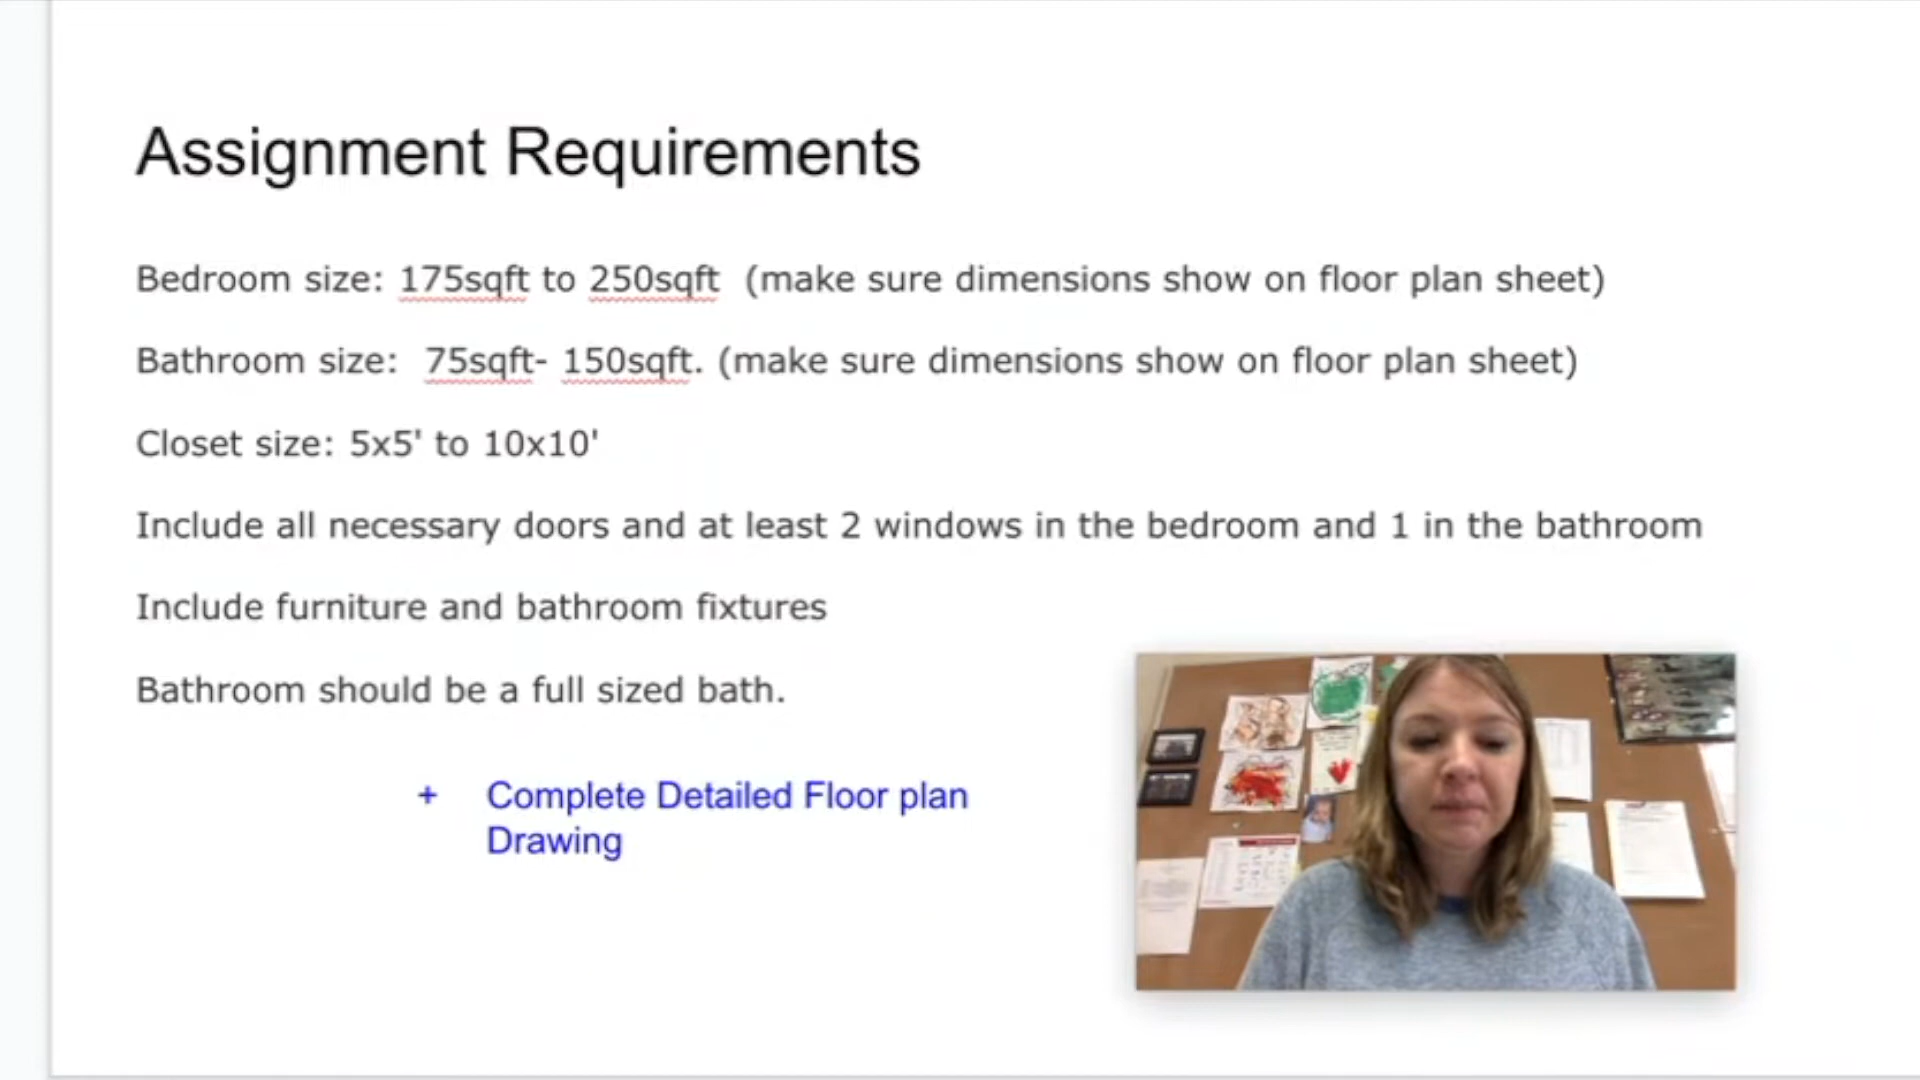 Assignment Requirements
Bedroom size: 175sqft to 250sqft (make sure dimensions show on floor plan sheet)
Bathroom size: 75sqft- 150sqft. (make sure dimensions show on floor plan sheet)
Closet size: 5x5' to 10x10'
Include all necessary doors and at least 2 windows in the bedroom and 1 in the bathroom
Include furniture and bathroom fixtures
Bathroom should be a full sized bath.
+ Complete Detailed Floor plan
Drawing